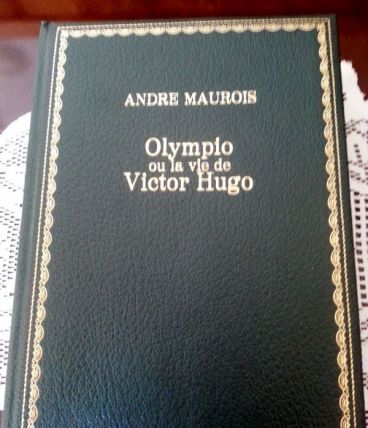 ANDRE MAUROIS
Olympio
ou la vie de
Victor Hugo